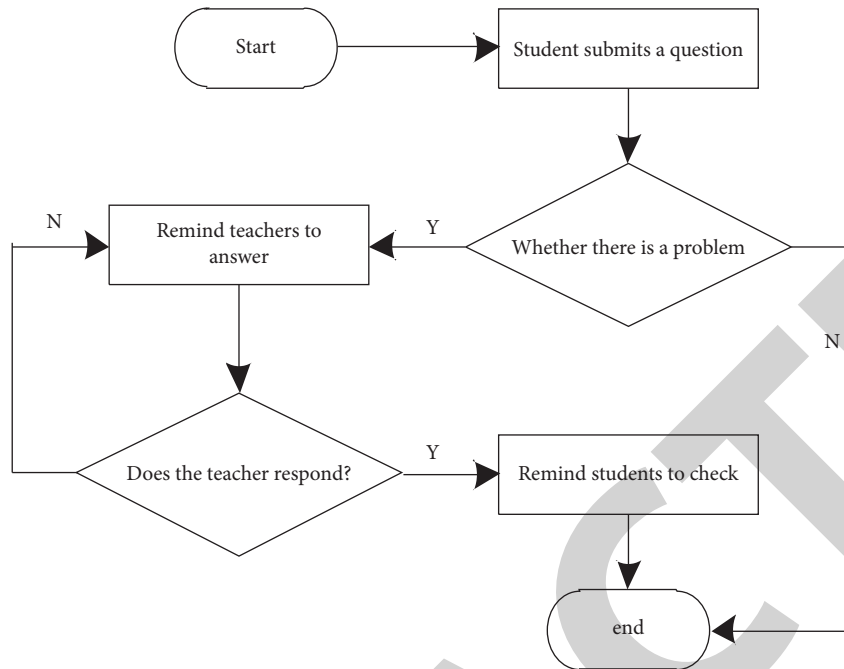 Start
Student submits a question
N
Remind teachers to
answer
Y
Whether there is a problem
N
Does the teacher respond?
Y
Remind students to check
end